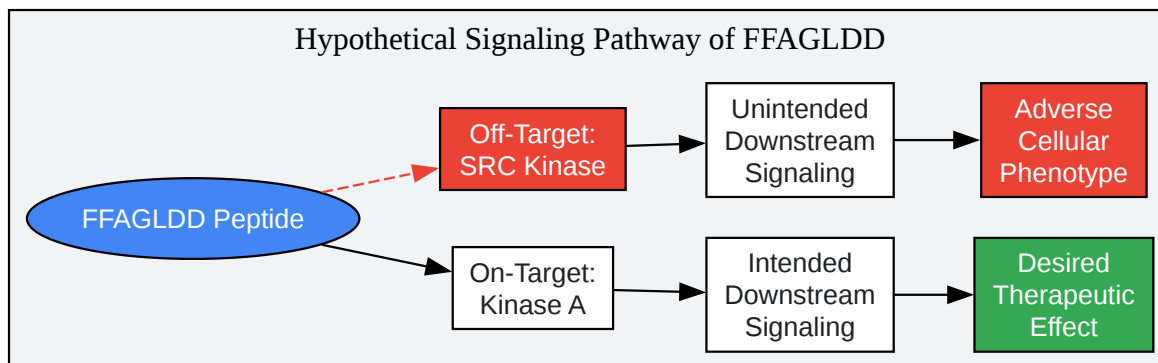 Hypothetical Signaling Pathway of FFAGLDD
Off-Target:
SRC Kinase
Unintended
Downstream
Signaling
Adverse
Cellular
Phenotype
FFAGLDD Peptide
On-Target:
Kinase A
Intended
Downstream
Signaling
Desired
Therapeutic
Effect